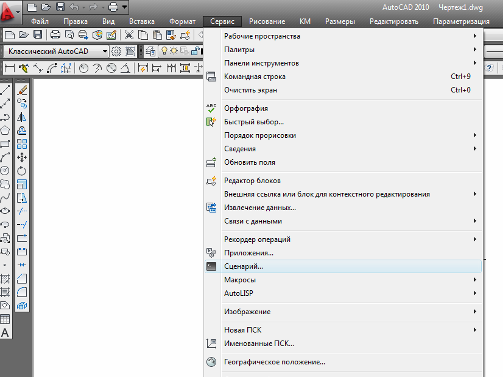 AutoCAD 2010 Чертеж1.dwg
Файл Правка Вид Вставка Формат Сервис Рисование КМ Размеры Редактировать Параметризация
Классический AutoCAD
Рабочие пространства
Палитры
Панели инструментов
Командная строка Ctrl+9
Очистить экран Ctrl+0
ABC Орфография
Быстрый выбор...
Порядок прорисовки
Сведения
Обновить поля
Редактор блоков
Внешняя ссылка или блок для контекстного редактирования
Извлечение данных...
Связи с данными
Рекордер операций
Приложения...
Сценарий...
Макросы
AutoLISP
Изображение
Новая ПСК
Именованные ПСК...
Географическое положение...
A